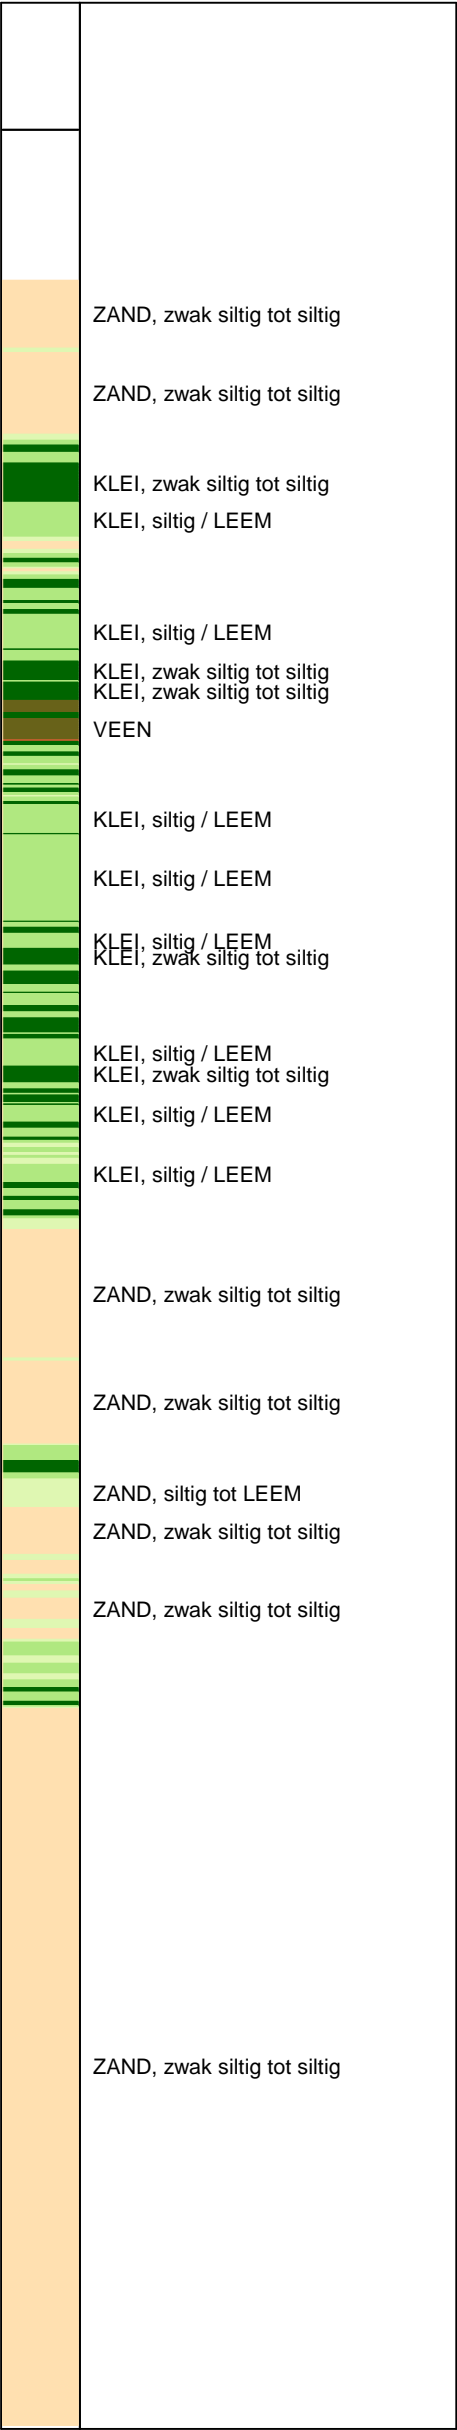 ZAND, zwak siltig tot siltig
ZAND, zwak siltig tot siltig
KLEI, zwak siltig tot siltig
KLEI, siltig / LEEM
KLEI, siltig / LEEM
KLEI, zwak siltig tot siltig
KLEI, zwak siltig tot siltig
VEEN
KLEI, siltig / LEEM
KLEI, siltig / LEEM
KLEI, siltig / LEEM
KLEI, zwak siltig tot siltig
KLEI, siltig / LEEM
KLEI, zwak siltig tot siltig
KLEI, siltig / LEEM
KLEI, siltig / LEEM
ZAND, zwak siltig tot siltig
ZAND, zwak siltig tot siltig
ZAND, siltig tot LEEM
ZAND, zwak siltig tot siltig
ZAND, zwak siltig tot siltig
ZAND, zwak siltig tot siltig